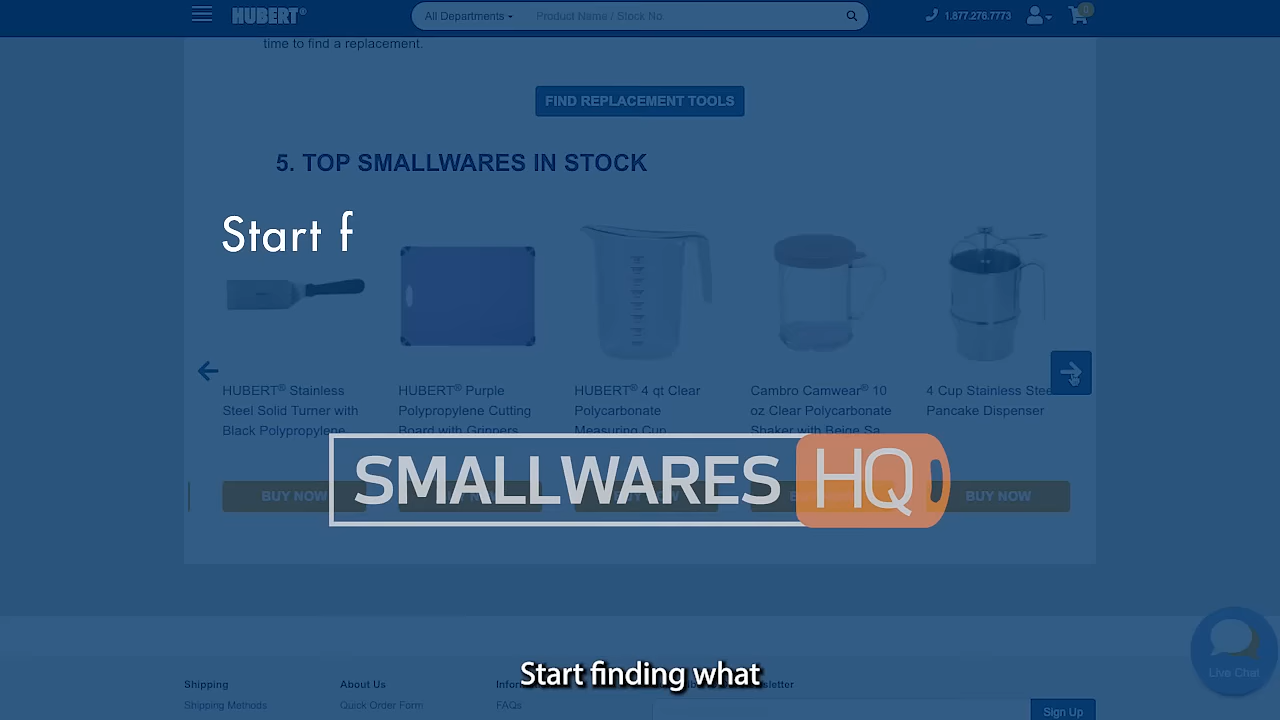 HUBERT®
All Departments
Product Name / Stock No.
1.877.276.7773
0
time to find a replacement.
FIND REPLACEMENT TOOLS
5. TOP SMALLWARES IN STOCK
Start f
HUBERT® Stainless
Steel Solid Turner with
Black Polypropylene
HUBERT® Purple
Polypropylene Cutting
Board with Grippers
HUBERT® 4 qt Clear
Polycarbonate
Measuring Cup
Cambro Camwear® 10
oz Clear Polycarbonate
Shaker with Beige Sa
4 Cup Stainless Stee
Pancake Dispenser
SMALLWARES HQ
BUY NOW
BUY NOW
Live Chat
Start finding what
Shipping
Shipping Methods
About Us
Quick Order Form
FAQs
Sign Up